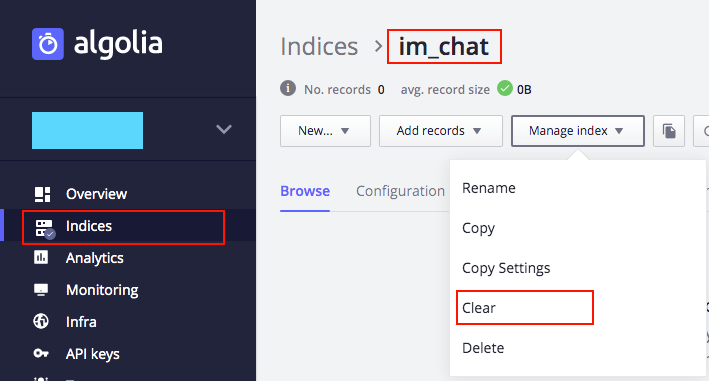 algolia
Indices > im_chat
No. records 0 avg. record size 0B
New... Add records Manage index
Overview
Indices
Analytics
Monitoring
Infra
API keys
Browse Configuration
Rename
Copy
Copy Settings
Clear
Delete